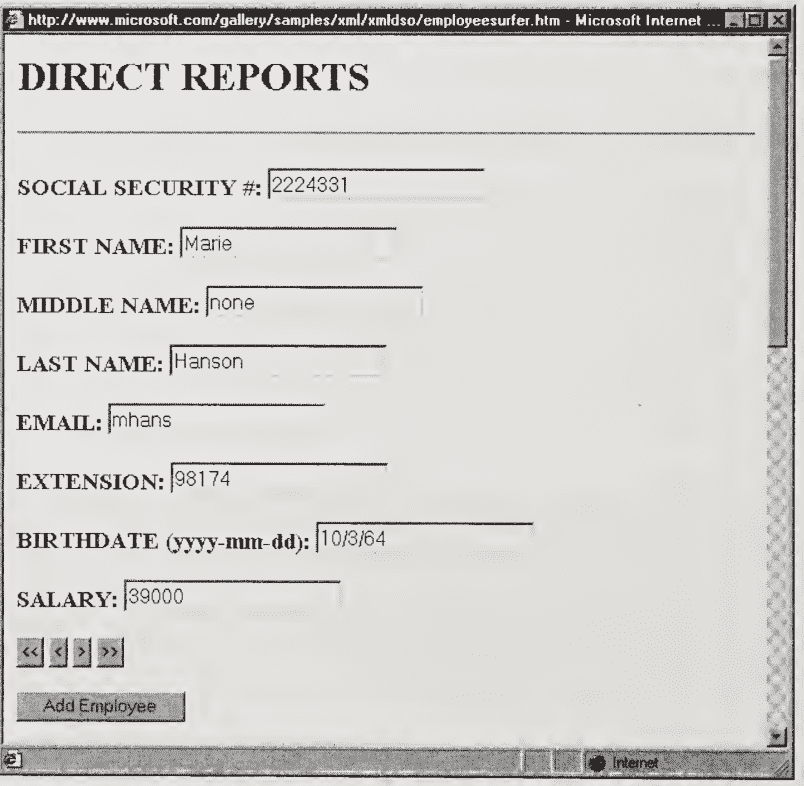 http://www.microsoft.com/gallery/samples/xml/xmldso/employeesurfer.htm - Microsoft Internet ...
DIRECT REPORTS
SOCIAL SECURITY #: 2224331
FIRST NAME: Marie
MIDDLE NAME: none
LAST NAME: Hanson
EMAIL: mhans
EXTENSION: 98174
BIRTHDATE (yyyy-mm-dd): 10/3/64
SALARY: 39000
<< < > >>
Add Employee
Internet